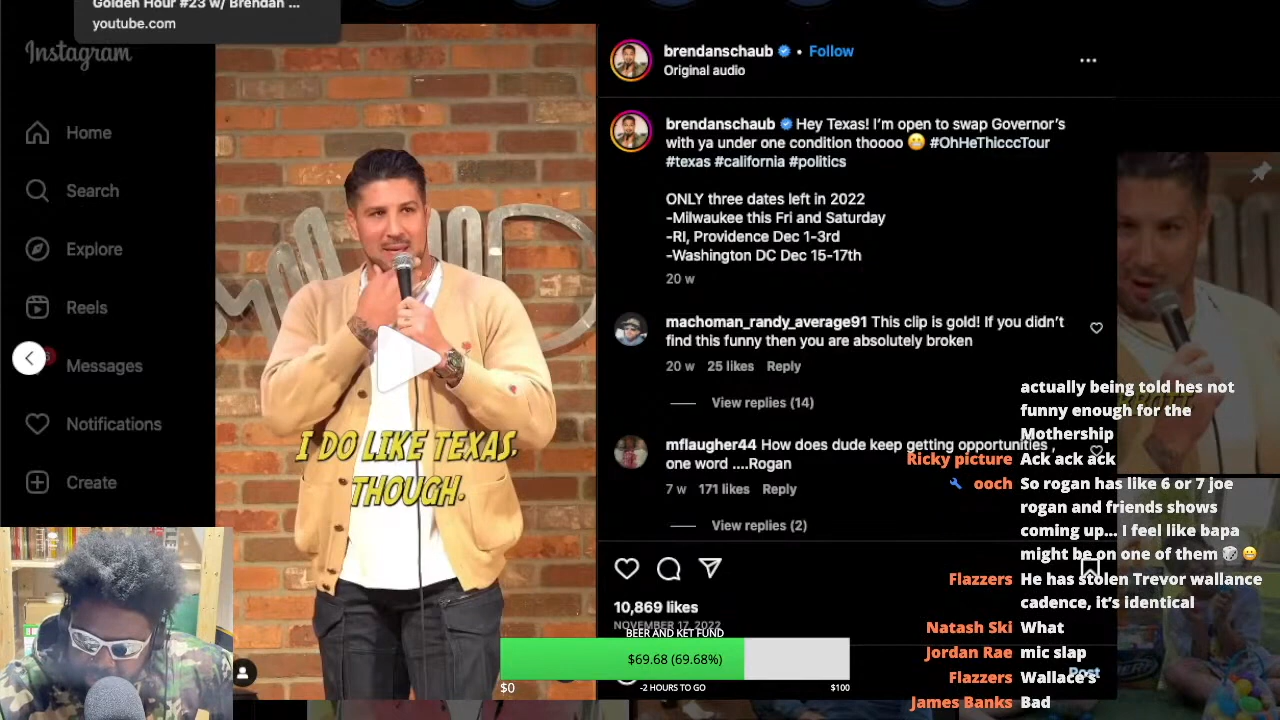 Golden Hour #23 w/ Brendan ...
youtube.com
Instagram
Home
Search
Explore
Reels
Messages
Notifications
Create
I DO LIKE TEXAS,
THOUGH.
brendanschaub • Follow
Original audio
brendanschaub Hey Texas! I'm open to swap Governor's
with ya under one condition thoooo 😬 #OhHeThicccTour
#texas #california #politics
ONLY three dates left in 2022
-Milwaukee this Fri and Saturday
-RI, Providence Dec 1-3rd
-Washington DC Dec 15-17th
20 w
machoman_randy_average91 This clip is gold! If you didn't
find this funny then you are absolutely broken
20 w 25 likes Reply
View replies (14)
mflaugher44 How does dude keep getting opportunities ,
one word ....Rogan
7 w 171 likes Reply
View replies (2)
10,869 likes
NOVEMBER 17, 2022
Post
BEER AND KET FUND
$69.68 (69.68%)
$0
-2 HOURS TO GO
$100
actually being told hes not
funny enough for the
Mothership
Ricky picture Ack ack ack
ooch So rogan has like 6 or 7 joe
rogan and friends shows
coming up... I feel like bapa
might be on one of them 🎲 😬
Flazzers He has stolen Trevor wallance
cadence, it's identical
Natash Ski What
Jordan Rae mic slap
Flazzers Wallace's
James Banks Bad